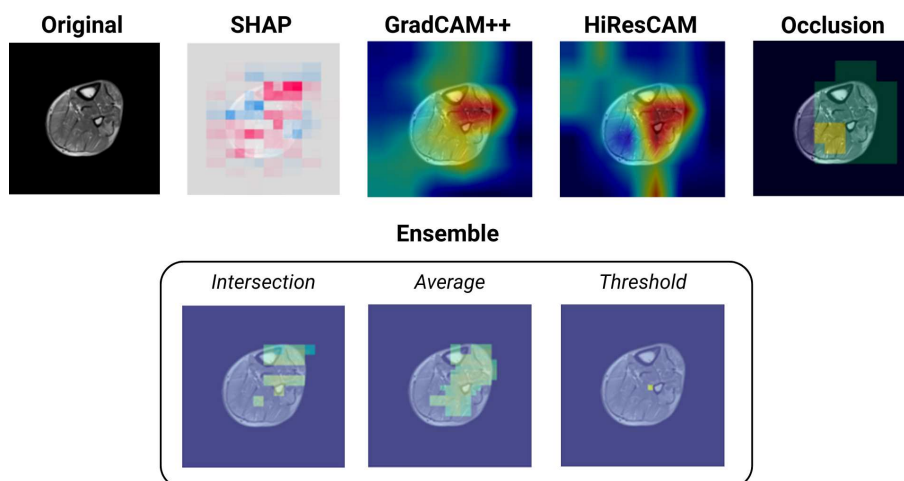 Original
SHAP
GradCAM++
HiResCAM
Occlusion
Ensemble
Intersection
Average
Threshold